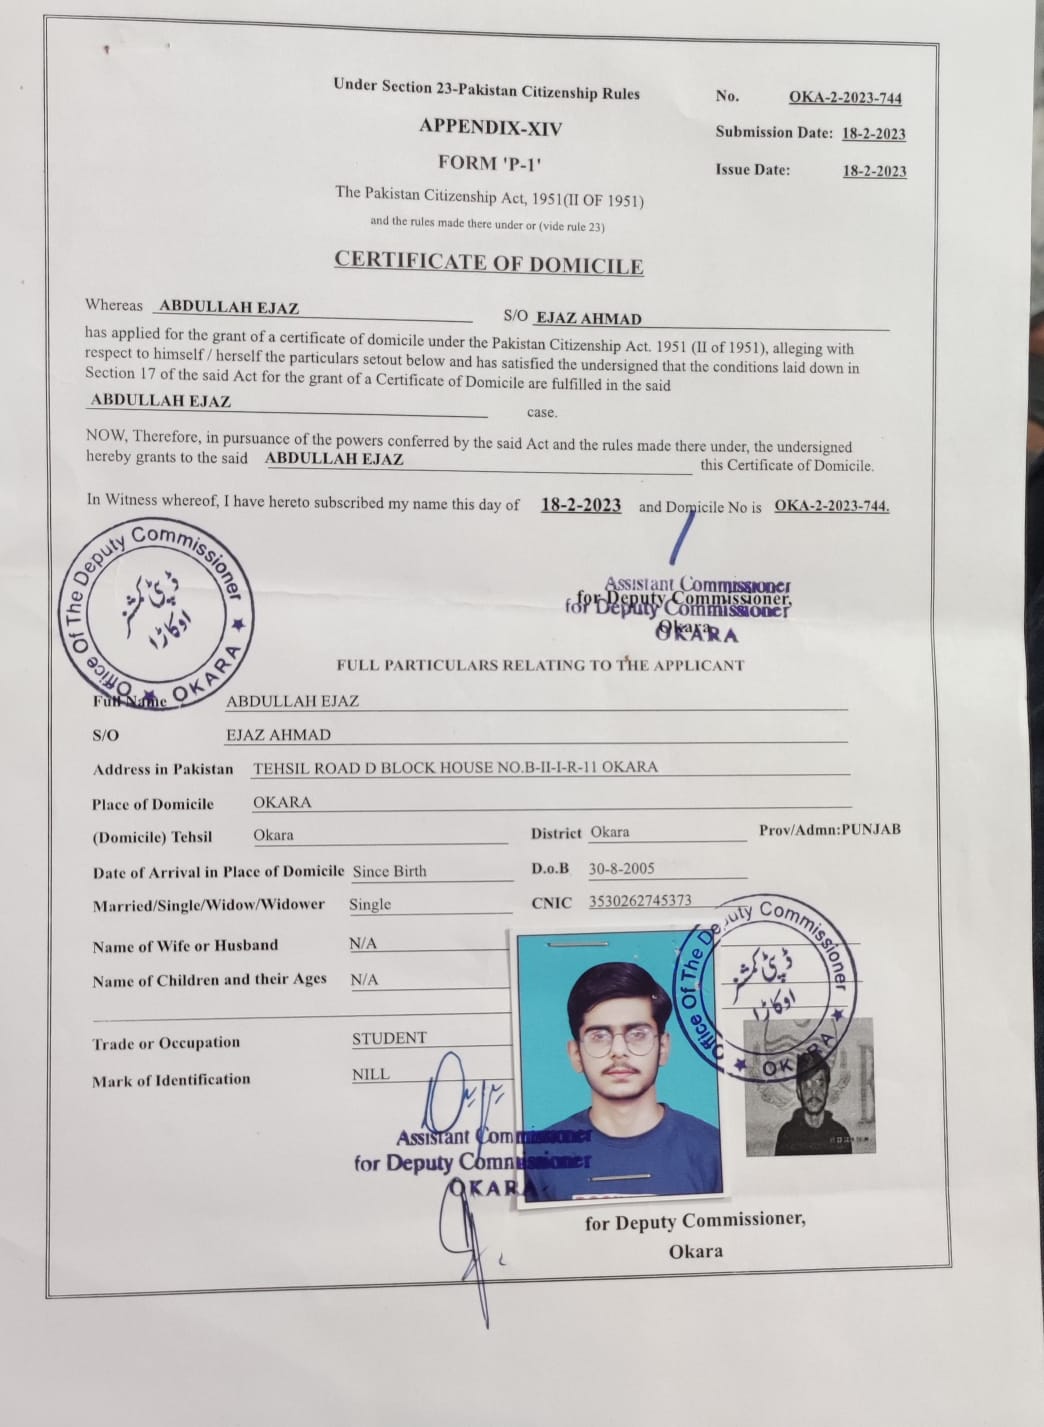 Under Section 23-Pakistan Citizenship Rules
APPENDIX-XIV
FORM 'P-1'
The Pakistan Citizenship Act, 1951(II OF 1951)
and the rules made there under or (vide rule 23)
No. OKA-2-2023-744
Submission Date: 18-2-2023
Issue Date: 18-2-2023
CERTIFICATE OF DOMICILE
Whereas ABDULLAH EJAZ S/O EJAZ AHMAD
has applied for the grant of a certificate of domicile under the Pakistan Citizenship Act. 1951 (II of 1951), alleging with
respect to himself / herself the particulars setout below and has satisfied the undersigned that the conditions laid down in
Section 17 of the said Act for the grant of a Certificate of Domicile are fulfilled in the said
ABDULLAH EJAZ case.
NOW, Therefore, in pursuance of the powers conferred by the said Act and the rules made there under, the undersigned
hereby grants to the said ABDULLAH EJAZ this Certificate of Domicile.
In Witness whereof, I have hereto subscribed my name this day of 18-2-2023 and Domicile No is OKA-2-2023-744.
Office Of The Deputy Commissioner
OKARA
ڈپٹی کمشنر
اوکاڑا
Assistant Commissioner
for Deputy Commissioner,
for Deputy Commissioner
Okara
OKARA
FULL PARTICULARS RELATING TO THE APPLICANT
Full Name ABDULLAH EJAZ
S/O EJAZ AHMAD
Address in Pakistan TEHSIL ROAD D BLOCK HOUSE NO.B-II-I-R-11 OKARA
Place of Domicile OKARA
(Domicile) Tehsil Okara District Okara Prov/Admn:PUNJAB
Date of Arrival in Place of Domicile Since Birth D.o.B 30-8-2005
Married/Single/Widow/Widower Single CNIC 3530262745373
Name of Wife or Husband N/A
Name of Children and their Ages N/A
Trade or Occupation STUDENT
Mark of Identification NILL
Office Of The Deputy Commissioner
OKARA
ڈپٹی کمشنر
اوکاڑا
Assistant Commissioner
for Deputy Commissioner
OKARA
for Deputy Commissioner,
Okara